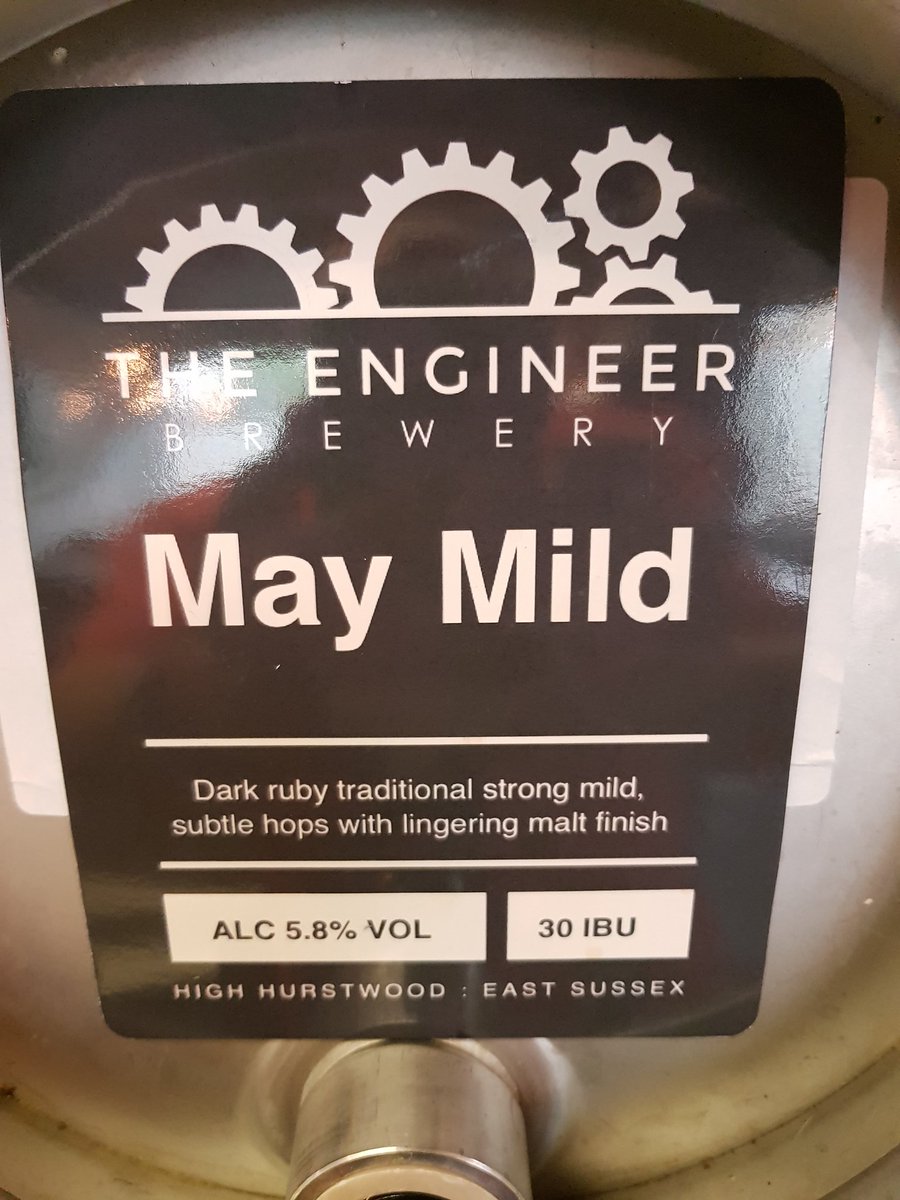 THE ENGINEER
BREWERY
May Mild
Dark ruby traditional strong mild,
subtle hops with lingering malt finish
ALC 5.8% VOL
30 IBU
HIGH HURSTWOOD : EAST SUSSEX